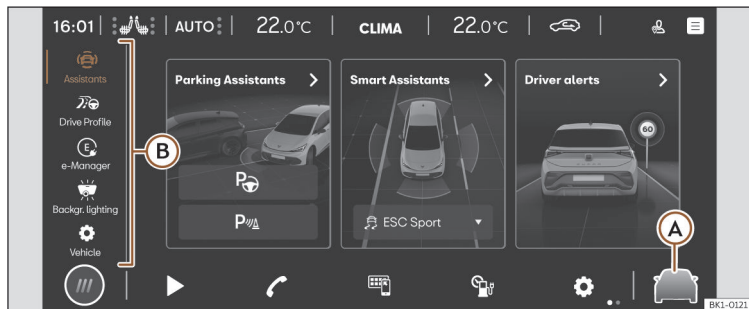 16:01
AUTO
22.0°C
CLIMA
22.0°C
Assistants
Drive Profile
E
e-Manager
Backgr. lighting
Vehicle
B
Parking Assistants
P
P
Smart Assistants
ESC Sport
Driver alerts
60
A
BK1-0121